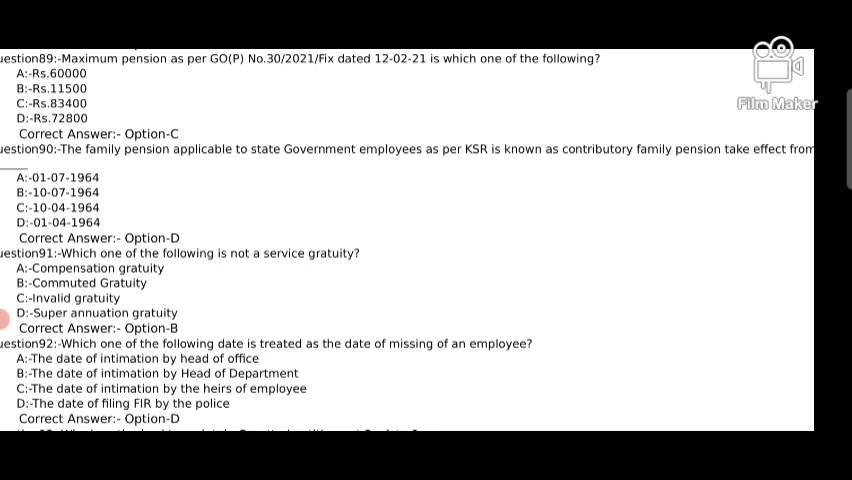 uestion89:-Maximum pension as per GO(P) No.30/2021/Fix dated 12-02-21 is which one of the following?
A:-Rs.60000
B:-Rs.11500
C:-Rs.83400
D:-Rs.72800
Correct Answer:- Option-C
uestion90:-The family pension applicable to state Government employees as per KSR is known as contributory family pension take effect from
A:-01-07-1964
B:-10-07-1964
C:-10-04-1964
D:-01-04-1964
Correct Answer:- Option-D
uestion91:-Which one of the following is not a service gratuity?
A:-Compensation gratuity
B:-Commuted Gratuity
C:-Invalid gratuity
D:-Super annuation gratuity
Correct Answer:- Option-B
uestion92:-Which one of the following date is treated as the date of missing of an employee?
A:-The date of intimation by head of office
B:-The date of intimation by Head of Department
C:-The date of intimation by the heirs of employee
D:-The date of filing FIR by the police
Correct Answer:- Option-D
Film Maker